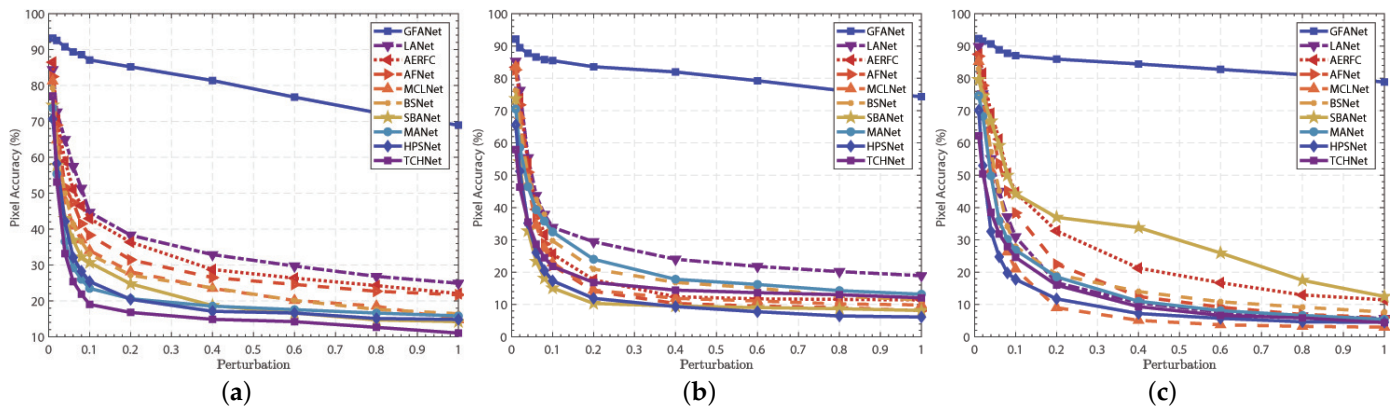 100
90
80
70
60
50
40
30
20
10
Pixel Accuracy (%)
0 0.1 0.2 0.3 0.4 0.5 0.6 0.7 0.8 0.9 1
Perturbation
GFANet
LANet
AERFC
AFNet
MCLNet
BSNet
SBANet
MANet
HPSNet
TCHNet
(a)
100
90
80
70
60
50
40
30
20
10
0
Pixel Accuracy (%)
0 0.1 0.2 0.3 0.4 0.5 0.6 0.7 0.8 0.9 1
Perturbation
GFANet
LANet
AERFC
AFNet
MCLNet
BSNet
SBANet
MANet
HPSNet
TCHNet
(b)
100
90
80
70
60
50
40
30
20
10
0
Pixel Accuracy (%)
0 0.1 0.2 0.3 0.4 0.5 0.6 0.7 0.8 0.9 1
Perturbation
GFANet
LANet
AERFC
AFNet
MCLNet
BSNet
SBANet
MANet
HPSNet
TCHNet
(c)